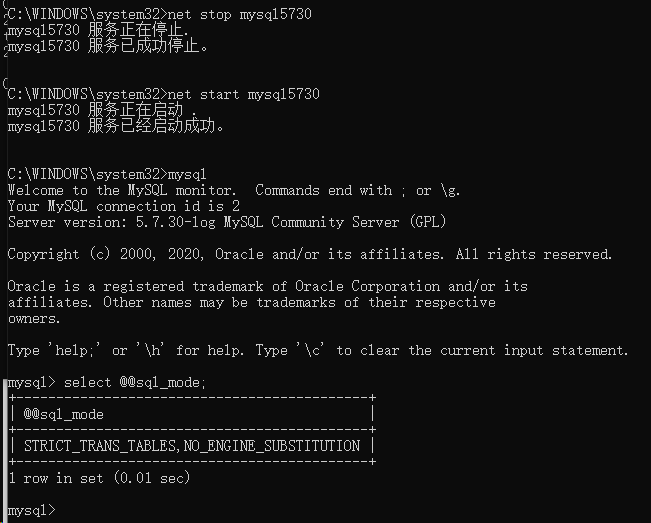 C:\WINDOWS\system32>net stop mysql5730
mysql5730 服务正在停止.
mysql5730 服务已成功停止。
C:\WINDOWS\system32>net start mysql5730
mysql5730 服务正在启动 .
mysql5730 服务已经启动成功。
C:\WINDOWS\system32>mysql
Welcome to the MySQL monitor.  Commands end with ; or \g.
Your MySQL connection id is 2
Server version: 5.7.30-log MySQL Community Server (GPL)
Copyright (c) 2000, 2020, Oracle and/or its affiliates. All rights reserved.
Oracle is a registered trademark of Oracle Corporation and/or its
affiliates. Other names may be trademarks of their respective
owners.
Type 'help;' or '\h' for help. Type '\c' to clear the current input statement.
mysql> select @@sql_mode;
+--------------------------------------------+
| @@sql_mode                                 |
+--------------------------------------------+
| STRICT_TRANS_TABLES,NO_ENGINE_SUBSTITUTION |
+--------------------------------------------+
1 row in set (0.01 sec)
mysql>